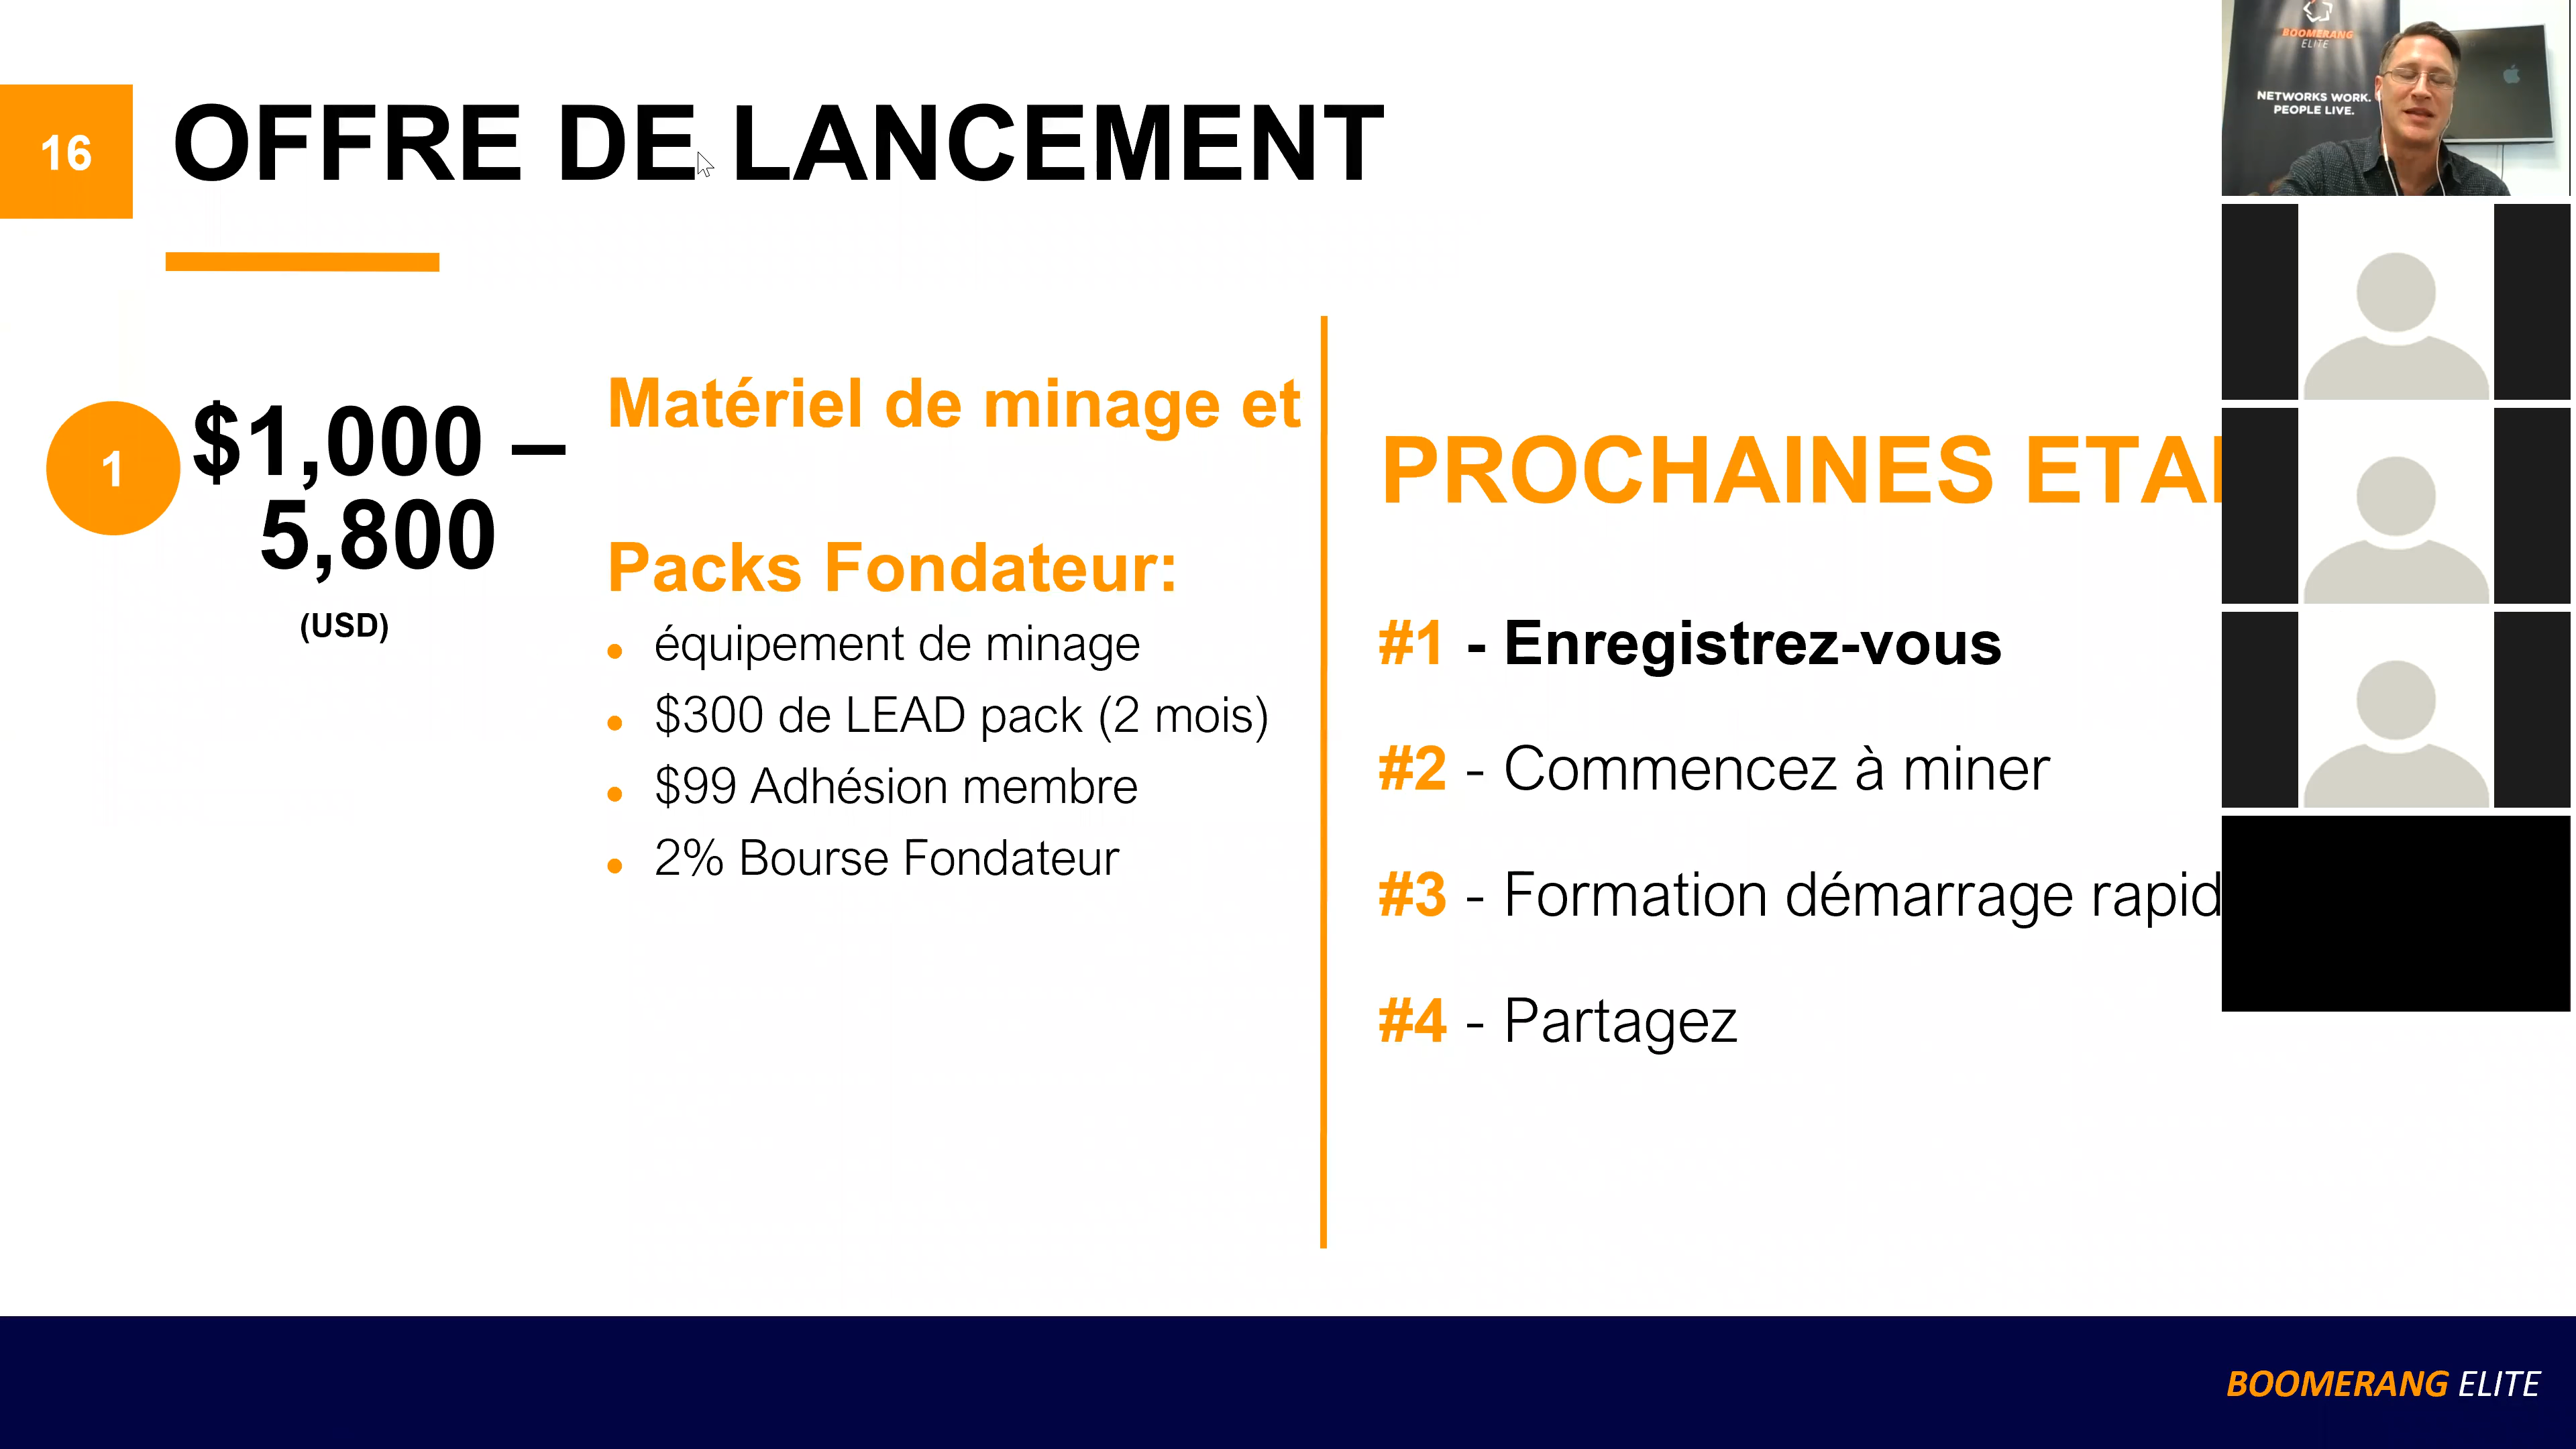 16
OFFRE DE LANCEMENT
1
$1,000 –
5,800
(USD)
Matériel de minage et
Packs Fondateur:
équipement de minage
$300 de LEAD pack (2 mois)
$99 Adhésion membre
2% Bourse Fondateur
PROCHAINES
#1 - Enregistrez-vous
#2 - Commencez à miner
#3 - Formation démarrage rapid
#4 - Partagez
BOOMERANG
ELITE
NETWORKS WORK.
PEOPLE LIVE.
BOOMERANG ELITE